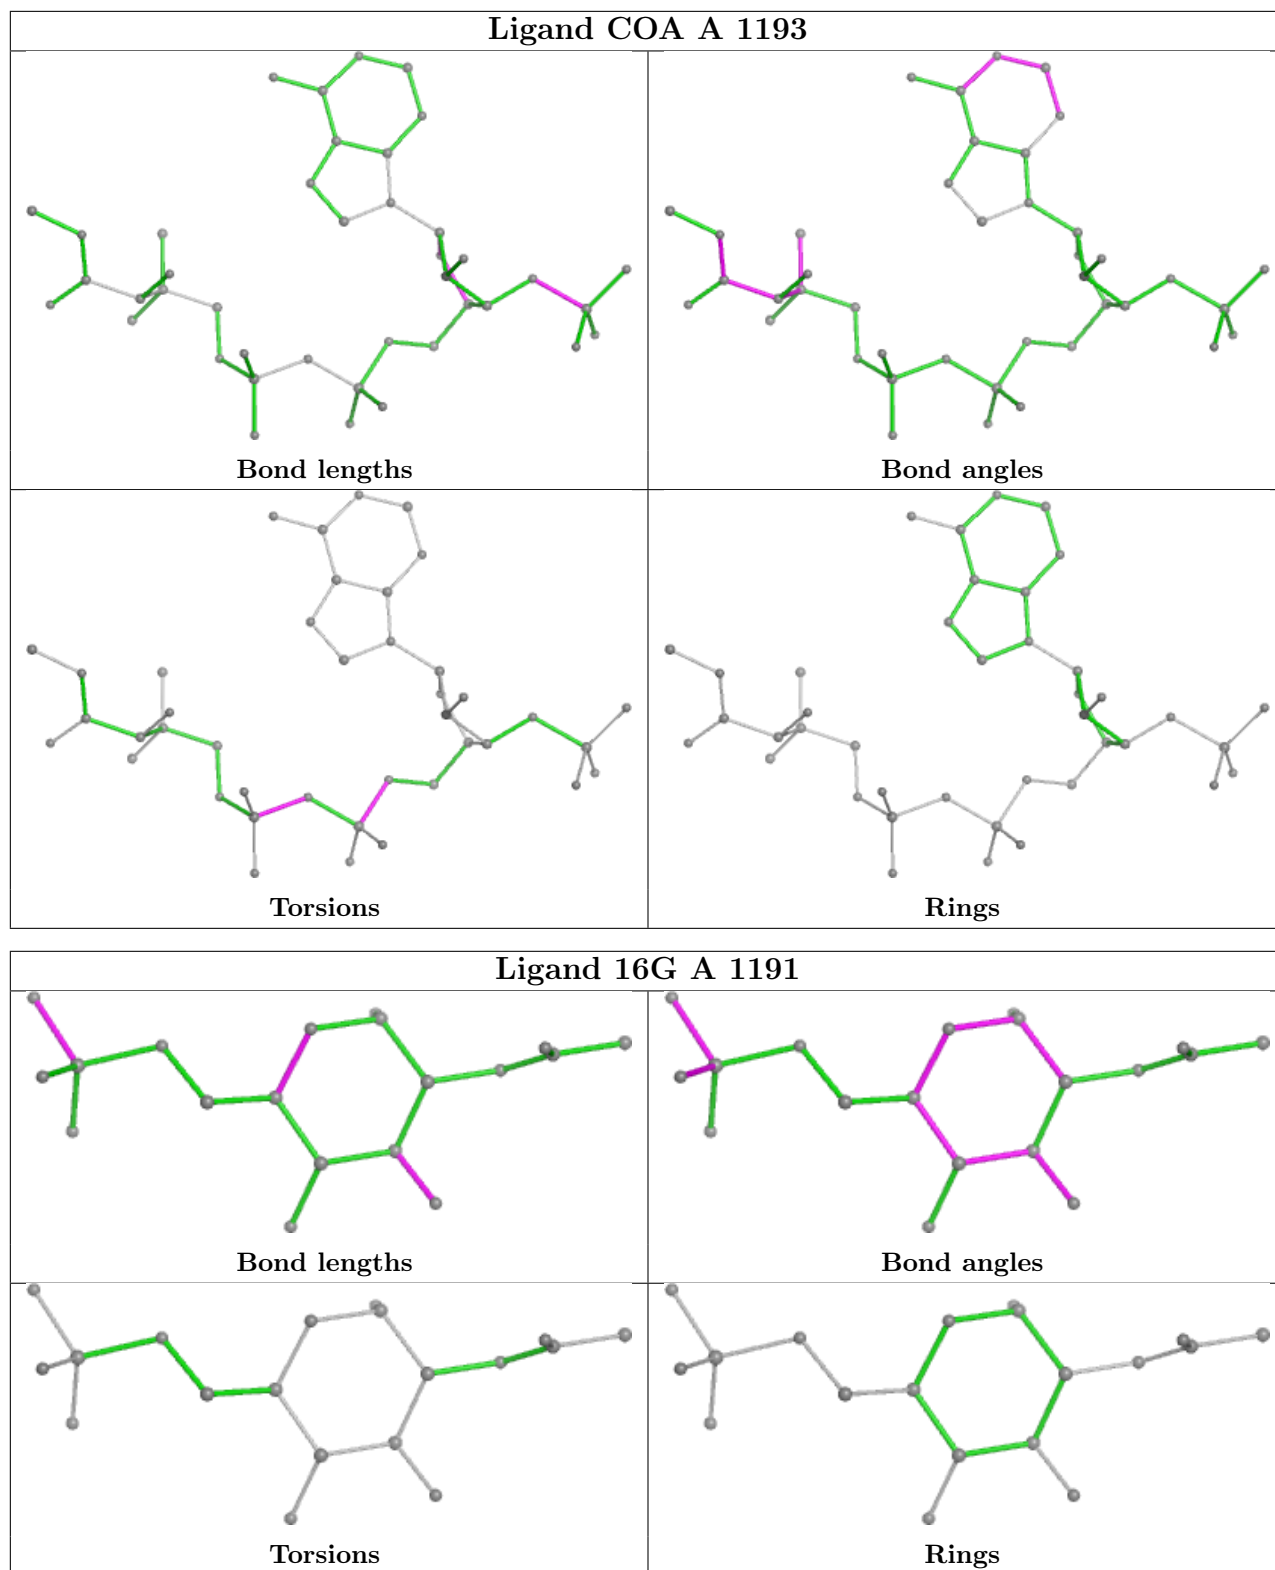 Ligand COA A 1193
Bond lengths
Bond angles
Torsions
Rings
Ligand 16G A 1191
Bond lengths
Bond angles
Torsions
Rings